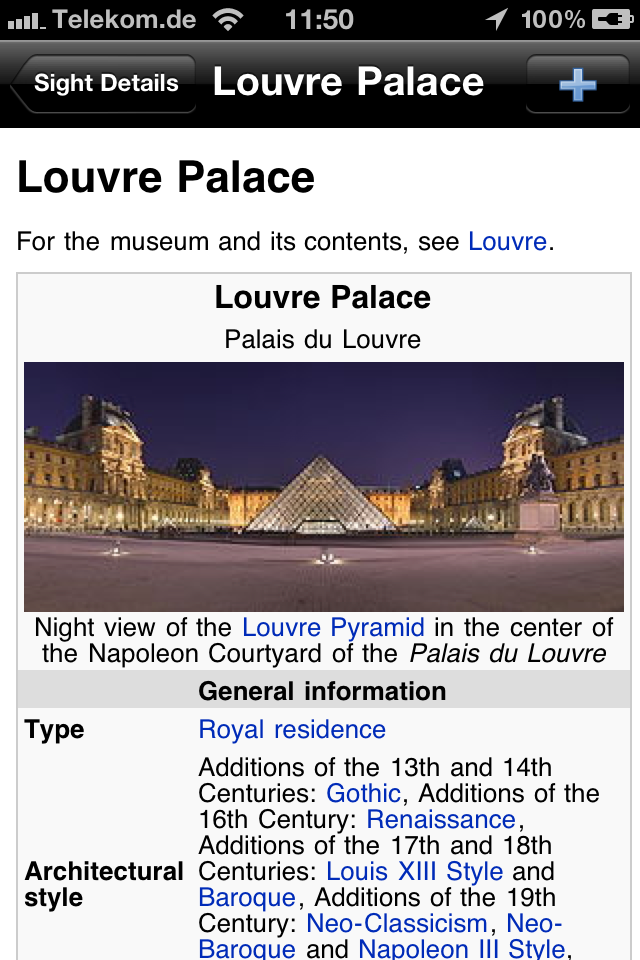 Telekom.de 11:50 100%
Sight Details Louvre Palace
Louvre Palace
For the museum and its contents, see Louvre.
Louvre Palace
Palais du Louvre
Night view of the Louvre Pyramid in the center of
the Napoleon Courtyard of the Palais du Louvre
General information
Type Royal residence
Architectural style
Additions of the 13th and 14th
Centuries: Gothic, Additions of the
16th Century: Renaissance,
Additions of the 17th and 18th
Centuries: Louis XIII Style and
Baroque, Additions of the 19th
Century: Neo-Classicism, Neo-
Baroque and Napoleon III Style,